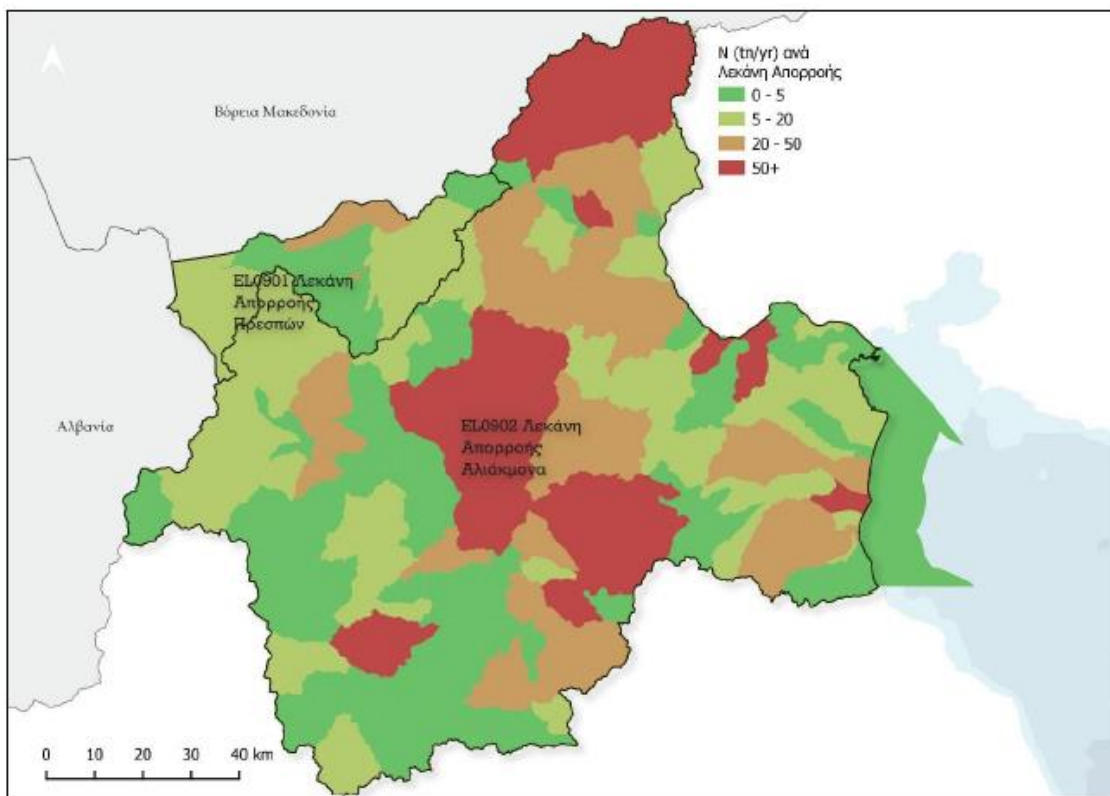 N (tn/yr) ανά
Λεκάνη Απορροής
0 - 5
5 - 20
20 - 50
50+
Βόρεια Μακεδονία
EL0901 Λεκάνη
Απορροής
Πρεσπών
Αλβανία
EL0902 Λεκάνη
Απορροής
Αλιάκμονα
0 10 20 30 40 km